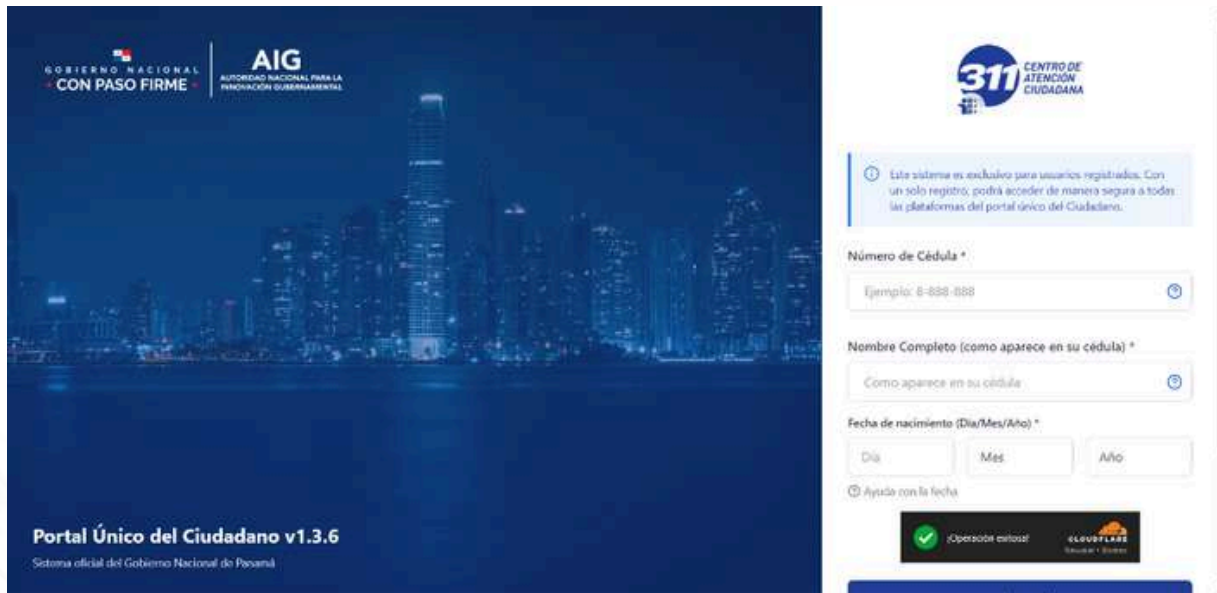 GOBIERNO NACIONAL
CON PASO FIRME
AIG
AUTORIDAD NACIONAL PARA LA
INNOVACIÓN GUBERNAMENTAL
Portal Único del Ciudadano v1.3.6
Sistema oficial del Gobierno Nacional de Panamá
311
CENTRO DE
ATENCIÓN
CIUDADANA
Este sistema es exclusivo para usuarios registrados. Con
un solo registro, podrá acceder de manera segura a todas
las plataformas del portal único del Ciudadano.
Número de Cédula *
Ejemplo: 8-888-888
Nombre Completo (como aparece en su cédula) *
Como aparece en su cédula
Fecha de nacimiento (Día/Mes/Año) *
Día
Mes
Año
Ayuda con la fecha
¡Operación exitosa!
CLOUDFLARE